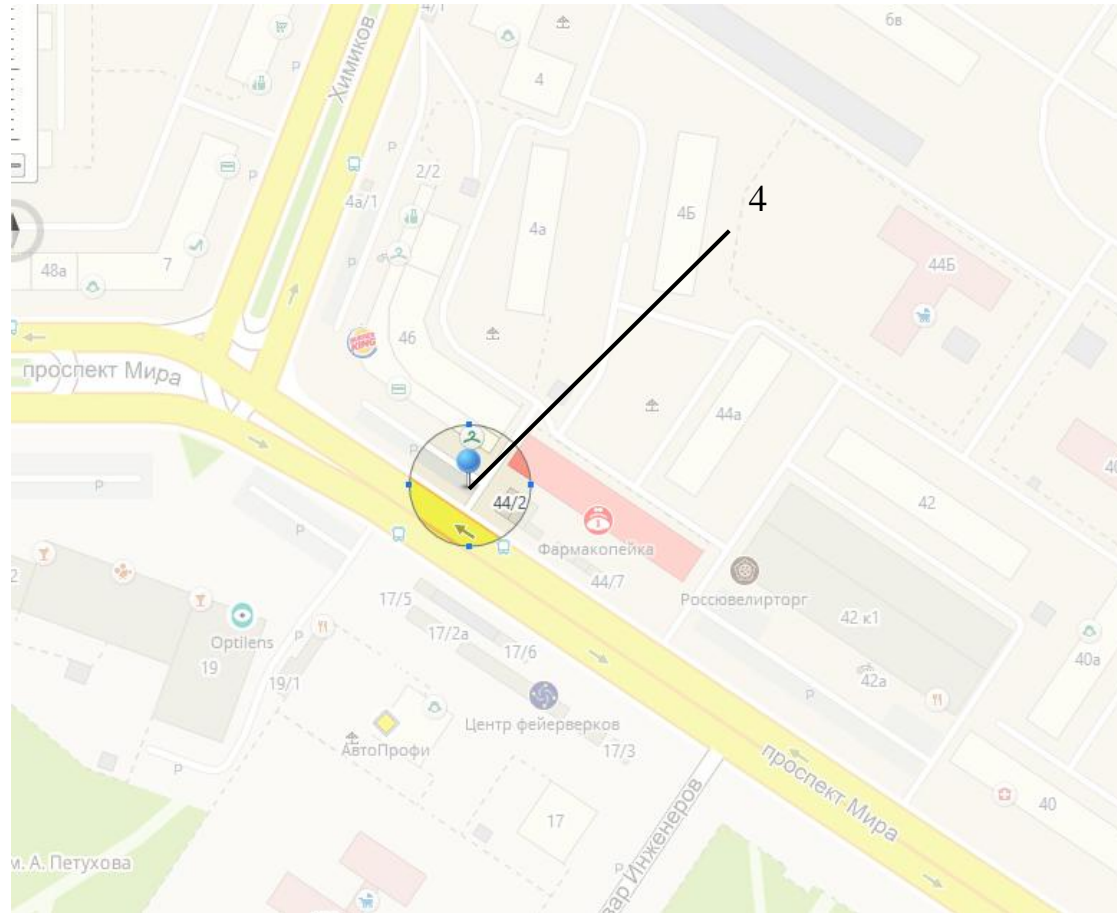 4/1
6в
Химиков
P
4
P
2/2
4а/1
P
4Б
4
4а
P
7
48а
44Б
P
BURGER KING
46
проспект Мира
44а
P
P
42
44/2
P
Фармакопейка
44/7
Россювелирторг
17/5
42 к1
17/2а
Optilens
P
17/6
40а
19
19/1
42а
P
Центр фейерверков
АвтоПрофи
17/3
проспект Мира
P
40
17
м. А. Петухова
P
вар Инженеров